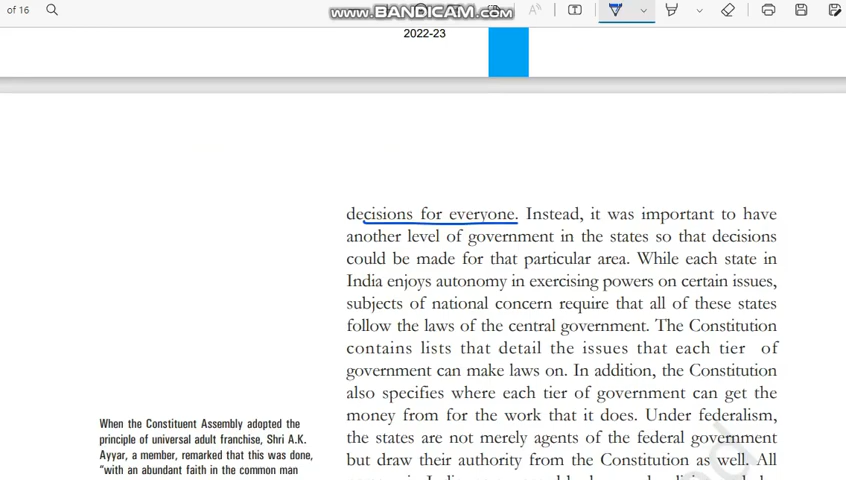 www.BANDICAM.com
of 16
2022-23
decisions for everyone. Instead, it was important to have
another level of government in the states so that decisions
could be made for that particular area. While each state in
India enjoys autonomy in exercising powers on certain issues,
subjects of national concern require that all of these states
follow the laws of the central government. The Constitution
contains lists that detail the issues that each tier of
government can make laws on. In addition, the Constitution
also specifies where each tier of government can get the
money from for the work that it does. Under federalism,
the states are not merely agents of the federal government
but draw their authority from the Constitution as well. All
When the Constituent Assembly adopted the
principle of universal adult franchise, Shri A.K.
Ayyar, a member, remarked that this was done,
“with an abundant faith in the common man